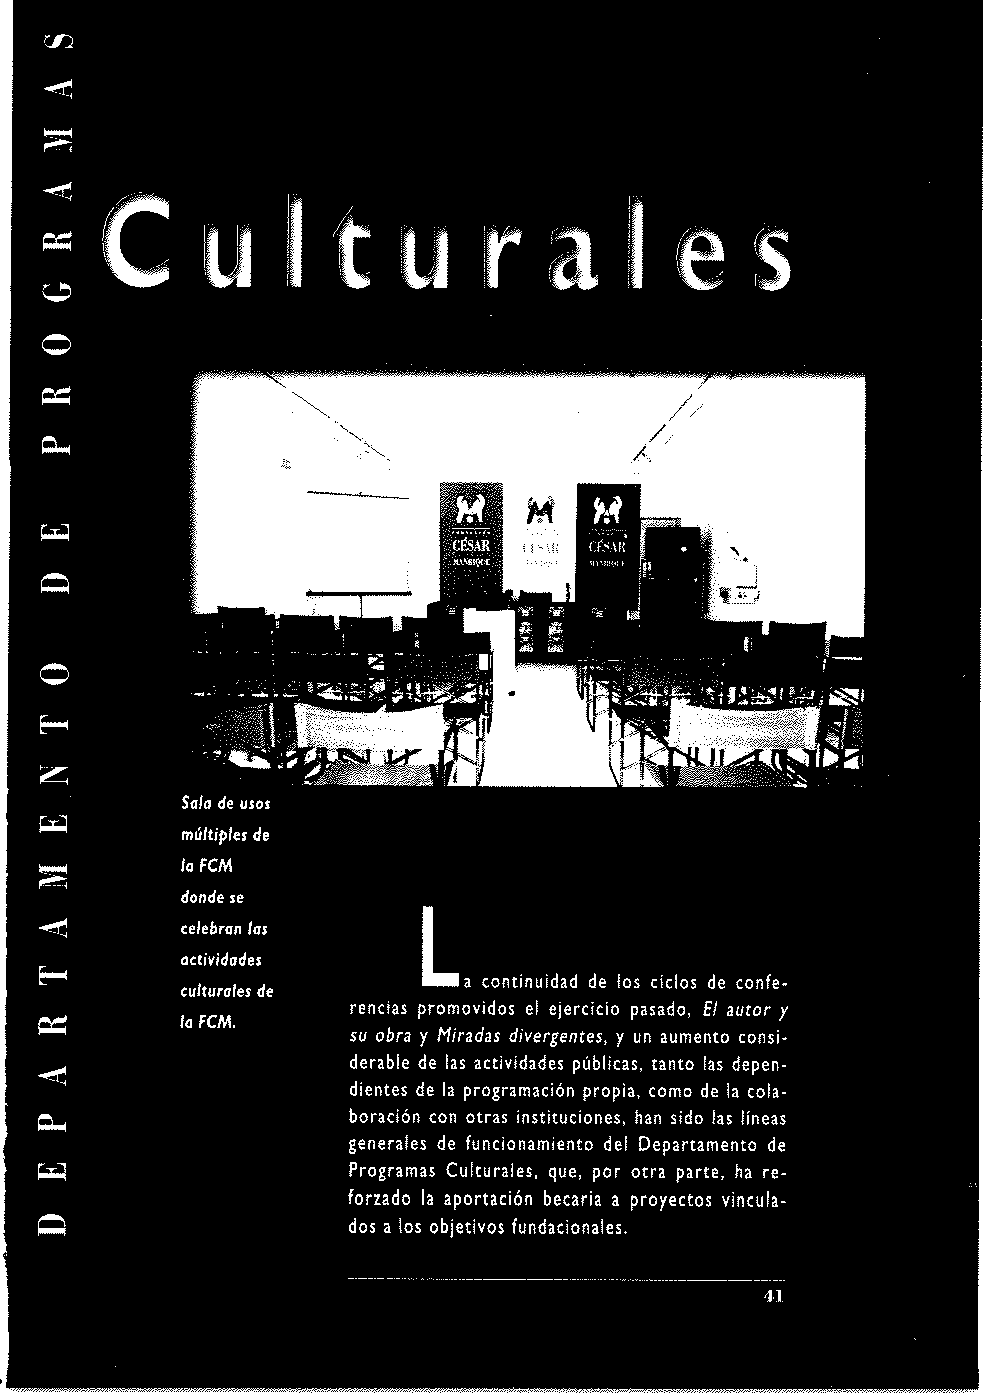 DEPARTAMENTO DE PROGRAMAS
Culturales
CÉSAR
MANRIQUE
CÉSAR
MANRIQUE
CÉSAR
MANRIQUE
Sala de usos
múltiples de
la FCM
donde se
celebran las
actividades
culturales de
la FCM.
La continuidad de los ciclos de confe-
rencias promovidos el ejercicio pasado, El autor y
su obra y Miradas divergentes, y un aumento consi-
derable de las actividades públicas, tanto las depen-
dientes de la programación propia, como de la cola-
boración con otras instituciones, han sido las líneas
generales de funcionamiento del Departamento de
Programas Culturales, que, por otra parte, ha re-
forzado la aportación becaria a proyectos vincula-
dos a los objetivos fundacionales.
41